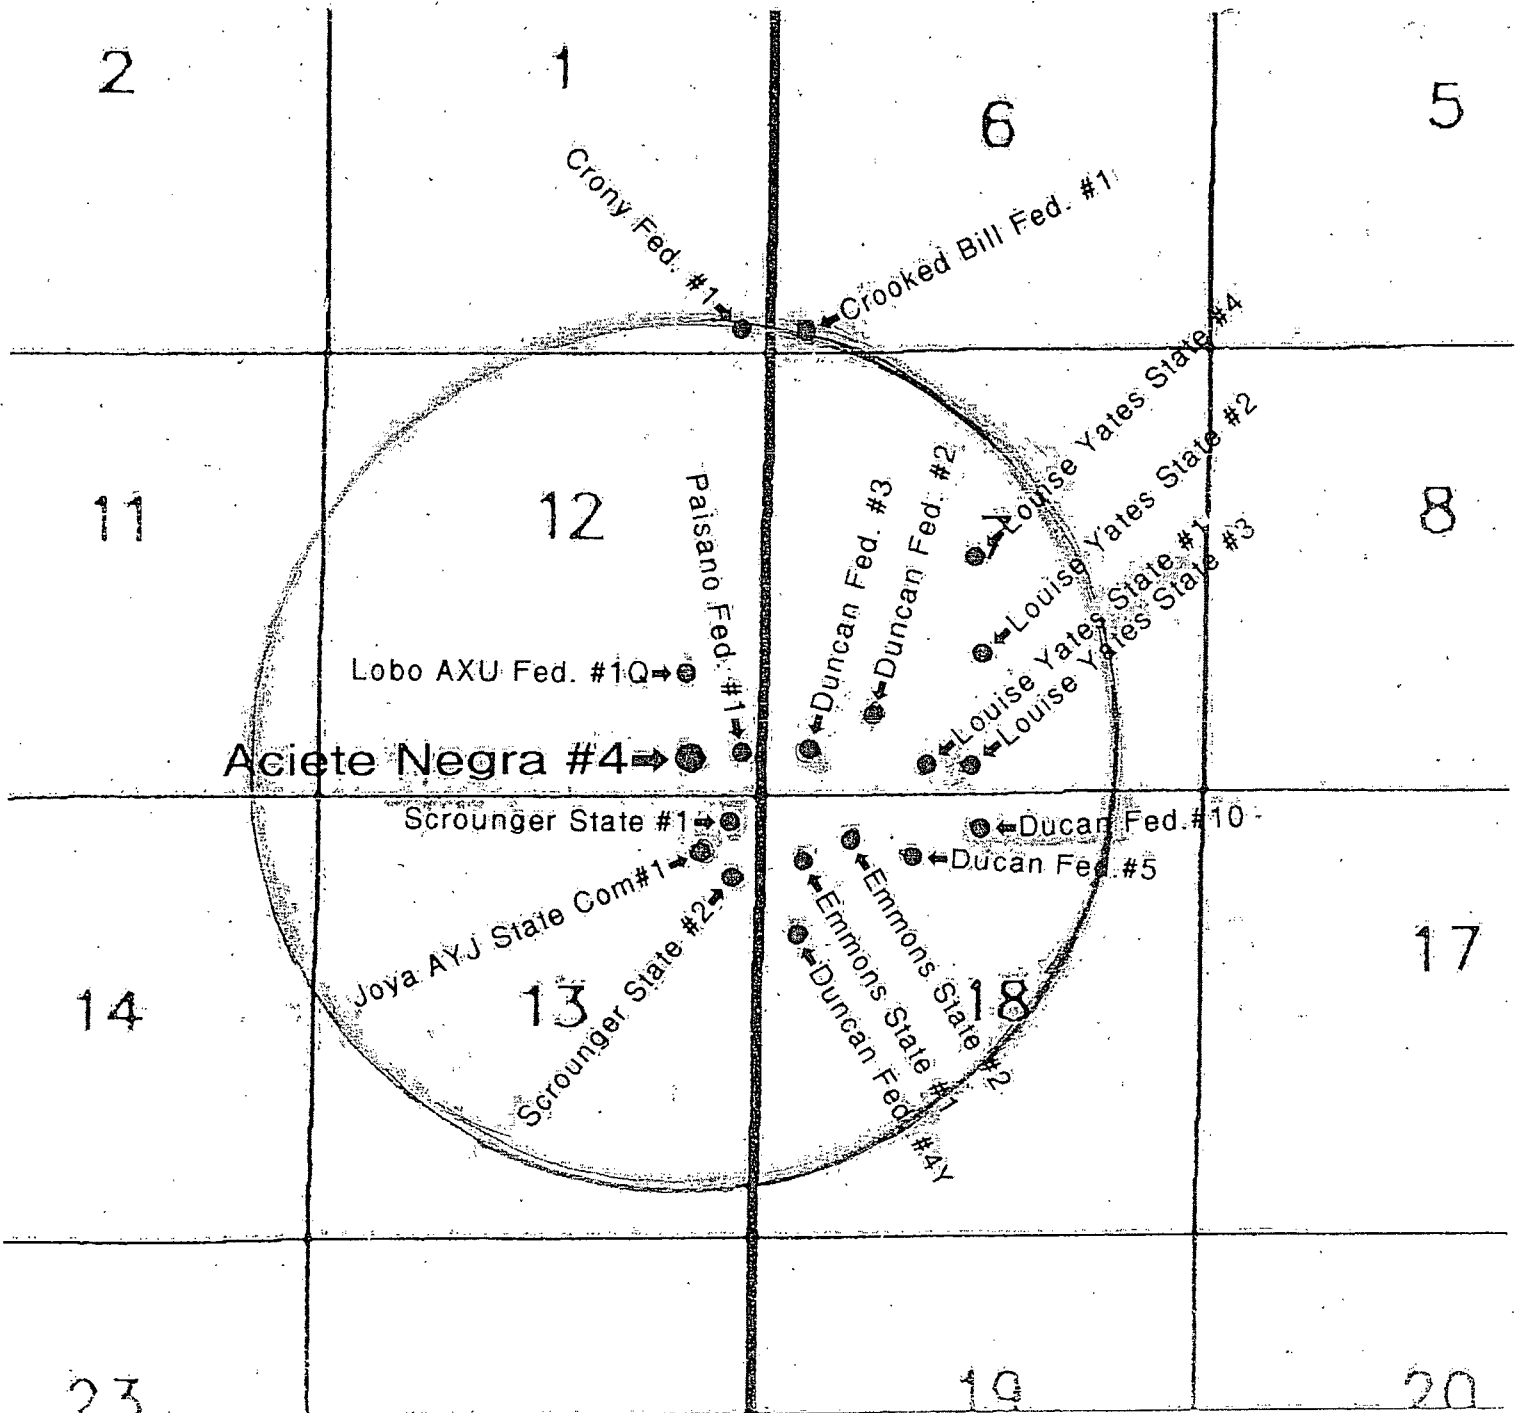 2
1
6
5
Crony Fed. #1
Crooked Bill Fed. #1
11
12
7
8
Paisano Fed. #1
Duncan Fed. #3
Duncan Fed. #2
Louise Yates State #4
Louise Yates State #2
Louise Yates State #1
Louise Yates State #3
Lobo AXU Fed. #1Q
Aciete Negra #4
Scrounger State #1
Ducan Fed.#10
Ducan Fed.#5
Joya AYJ State Com#1
Scrounger State #2
Emmons State #2
Emmons State #1
Duncan Fed. #4Y
14
13
18
17
23
19
20